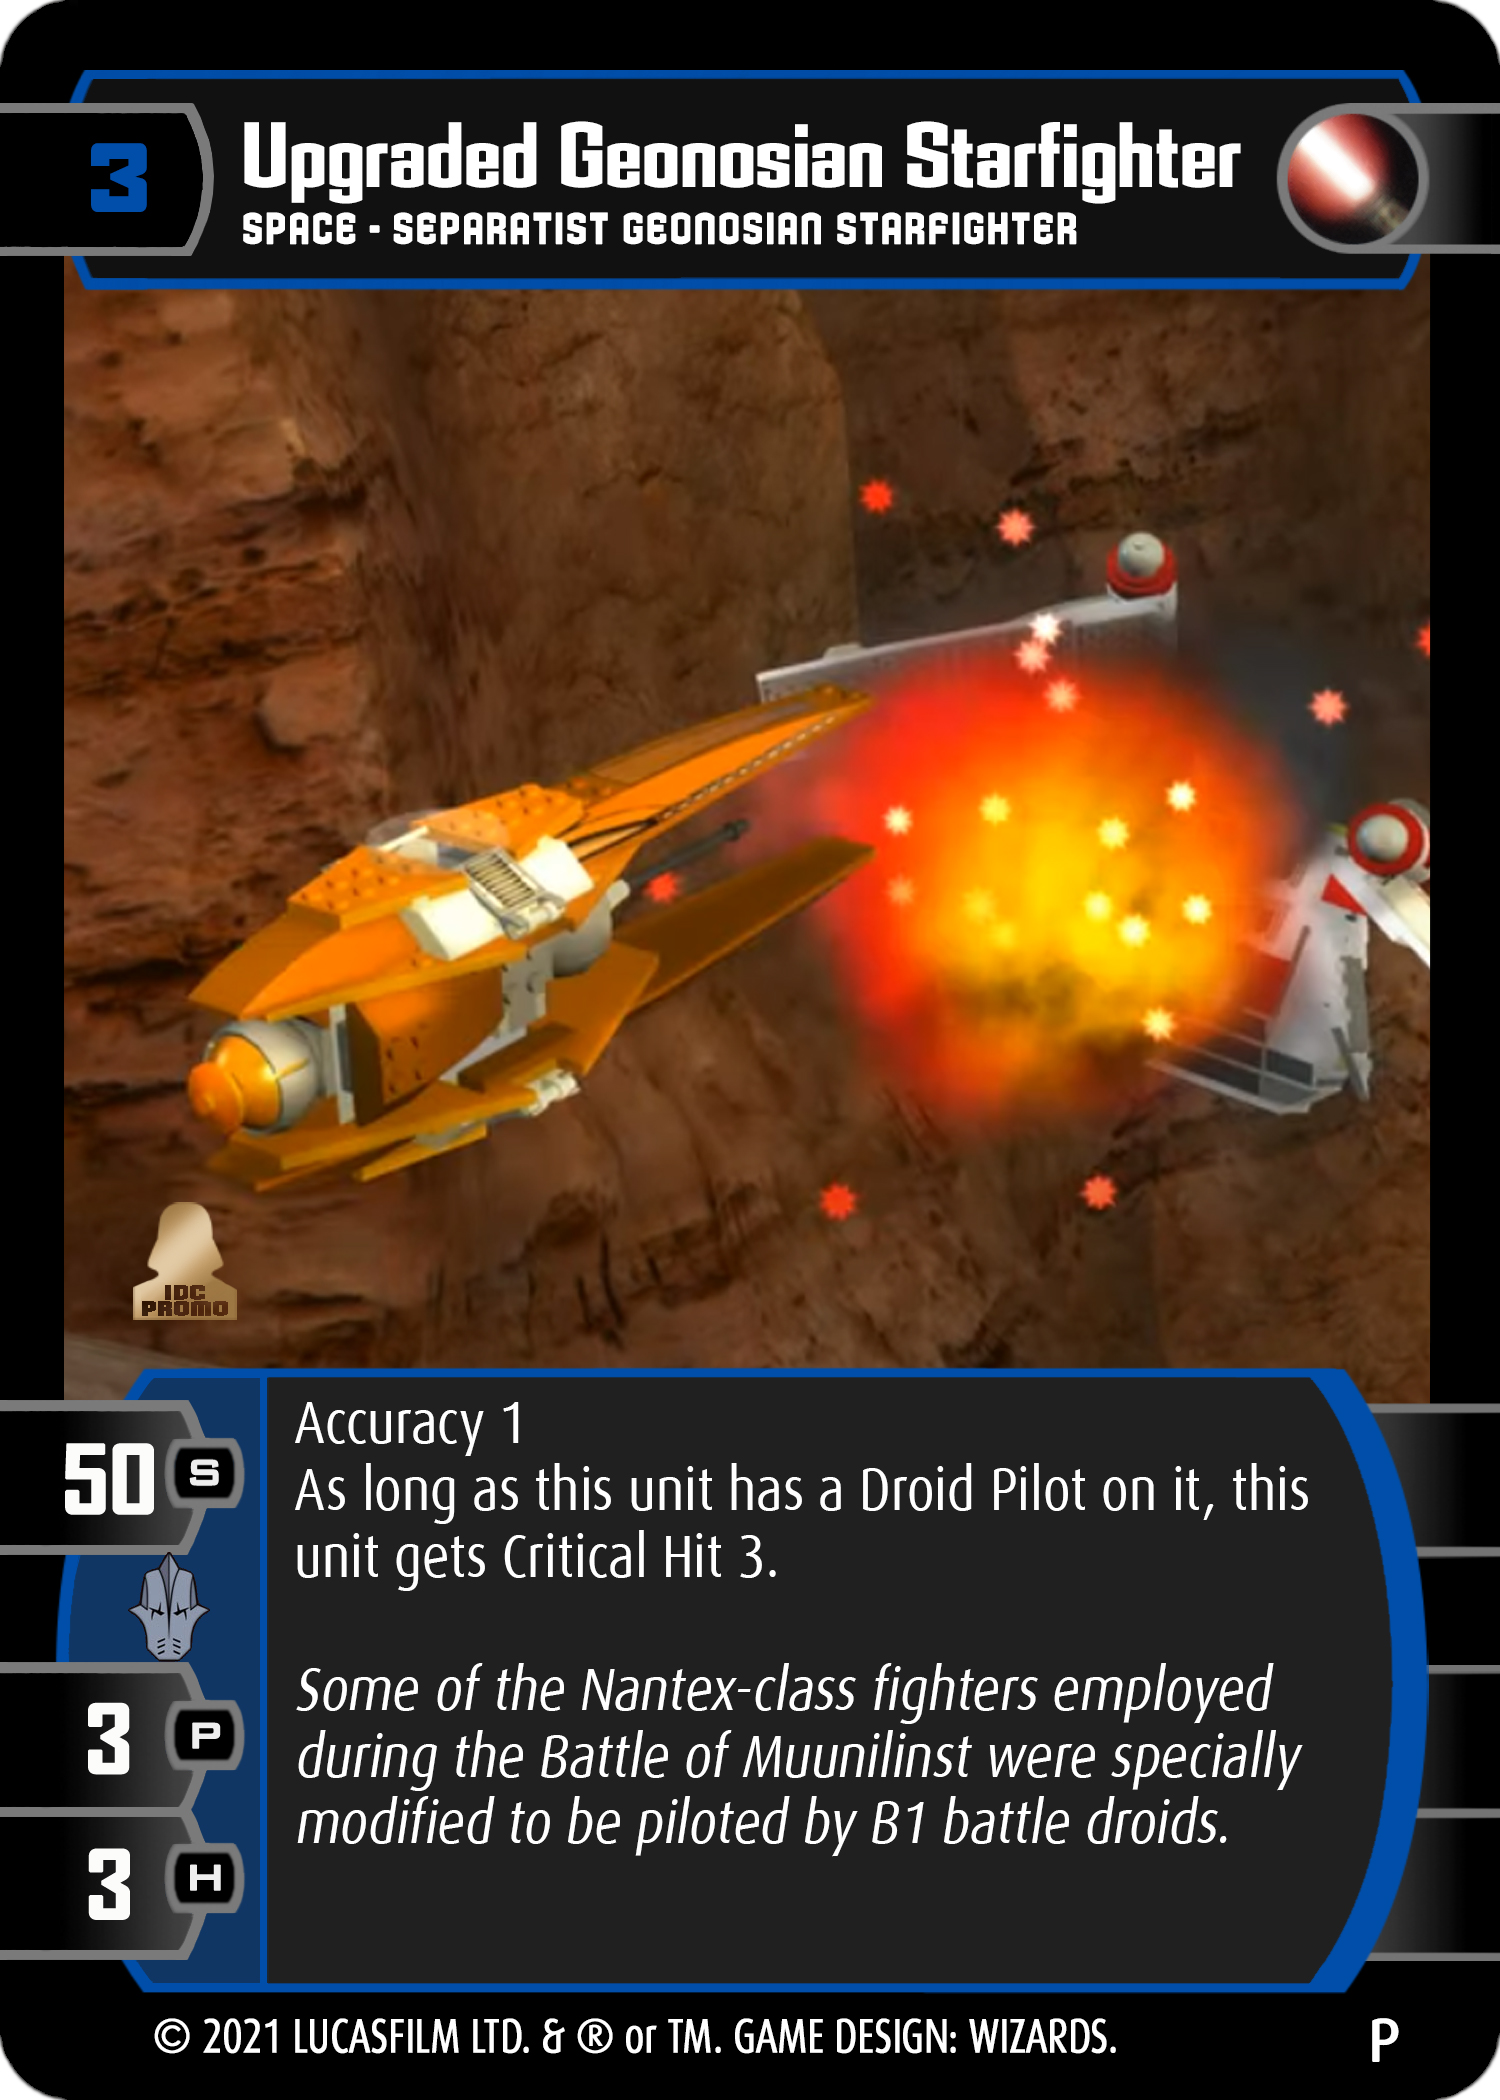 3
Upgraded Geonosian Starfighter
SPACE - SEPARATIST GEONOSIAN STARFIGHTER
IDC
PROMO
50 S
Accuracy 1
As long as this unit has a Droid Pilot on it, this
unit gets Critical Hit 3.
Some of the Nantex-class fighters employed
during the Battle of Muunilinst were specially
modified to be piloted by B1 battle droids.
3 P
3 H
© 2021 LUCASFILM LTD. & ® or TM. GAME DESIGN: WIZARDS.
P